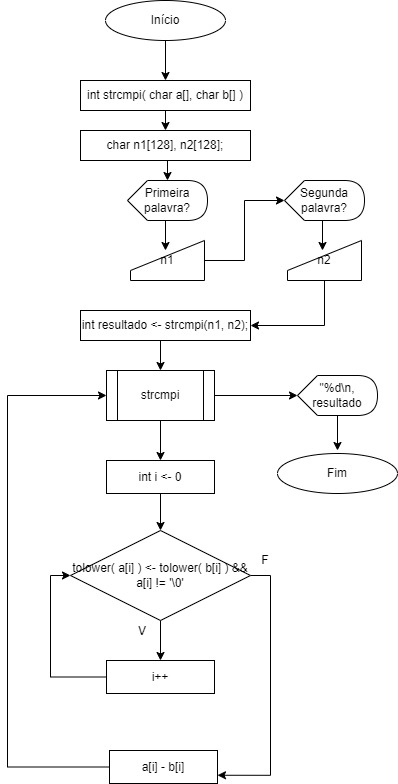 Início
int strcmpi( char a[], char b[] )
char n1[128], n2[128];
Primeira
palavra?
Segunda
palavra?
n1
n2
int resultado <- strcmpi(n1, n2);
strcmpi
"%d\n,
resultado
int i <- 0
Fim
tolower( a[i] ) <- tolower( b[i] ) &&
a[i] != '\0'
F
V
i++
a[i] - b[i]